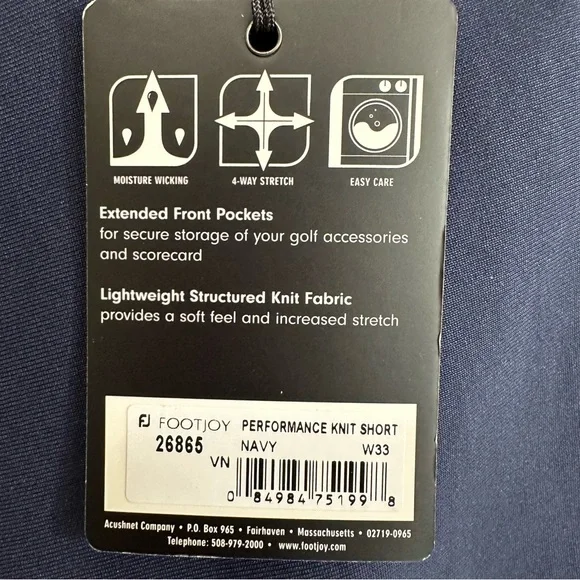 MOISTURE WICKING
4-WAY STRETCH
EASY CARE
Extended Front Pockets
for secure storage of your golf accessories
and scorecard
Lightweight Structured Knit Fabric
provides a soft feel and increased stretch
FJ FOOTJOY PERFORMANCE KNIT SHORT
26865 NAVY W33
VN
0 84984 75199 8
Acushnet Company • P.O. Box 965 • Fairhaven • Massachusetts • 02719-0965
Telephone: 508-979-2000 • www.footjoy.com